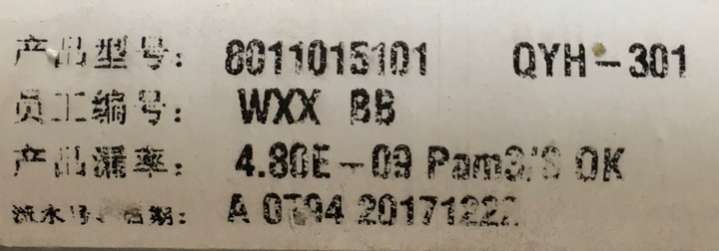 产品型号: 8011015101 QYH-301
员工编号: WXX BB
产品漏率: 4.80E-09 Pam3/S OK
流水号 日期: A 0T94